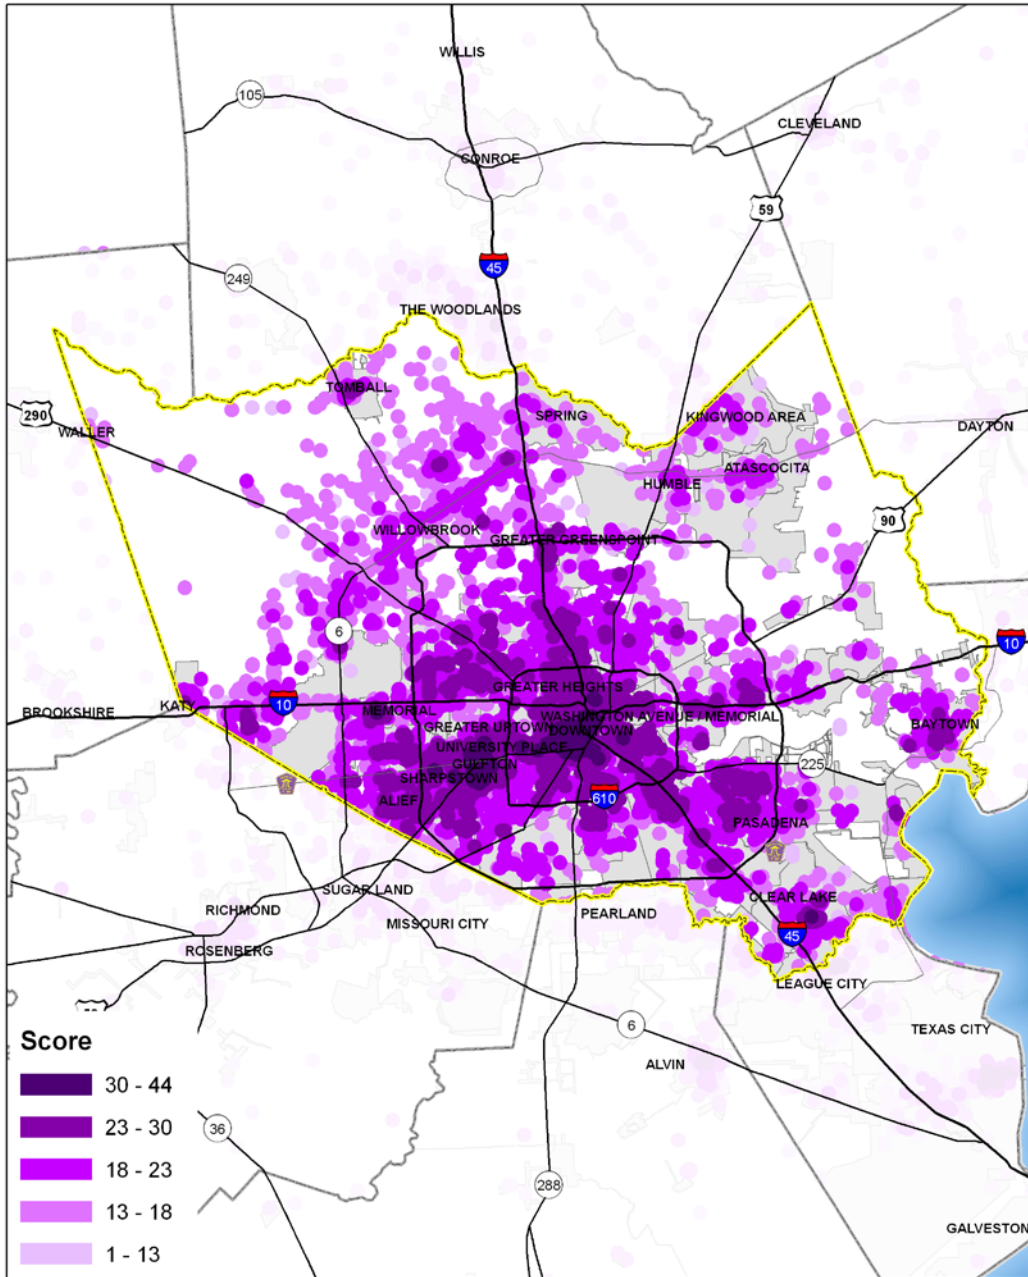 WILLIS
105
CLEVELAND
CONROE
59
45
249
THE WOODLANDS
TOMBALL
SPRING
KINGWOOD AREA
290
WALLER
DAYTON
ATASCOCITA
HUMBLE
90
WILLOWBROOK
GREATER GREENSPOINT
6
10
GREATER HEIGHTS
KATY
10
BROOKSHIRE
MEMORIAL
WASHINGTON AVENUE / MEMORIAL
GREATER UPTOWN
DOWNTOWN
BAYTOWN
UNIVERSITY PLACE
GULFTON
225
SHARPSTOWN
ALIEF
610
PASADENA
SUGAR LAND
CLEAR LAKE
RICHMOND
MISSOURI CITY
PEARLAND
45
ROSENBERG
LEAGUE CITY
6
TEXAS CITY
ALVIN
Score
30 - 44
23 - 30
18 - 23
13 - 18
1 - 13
36
288
GALVESTON